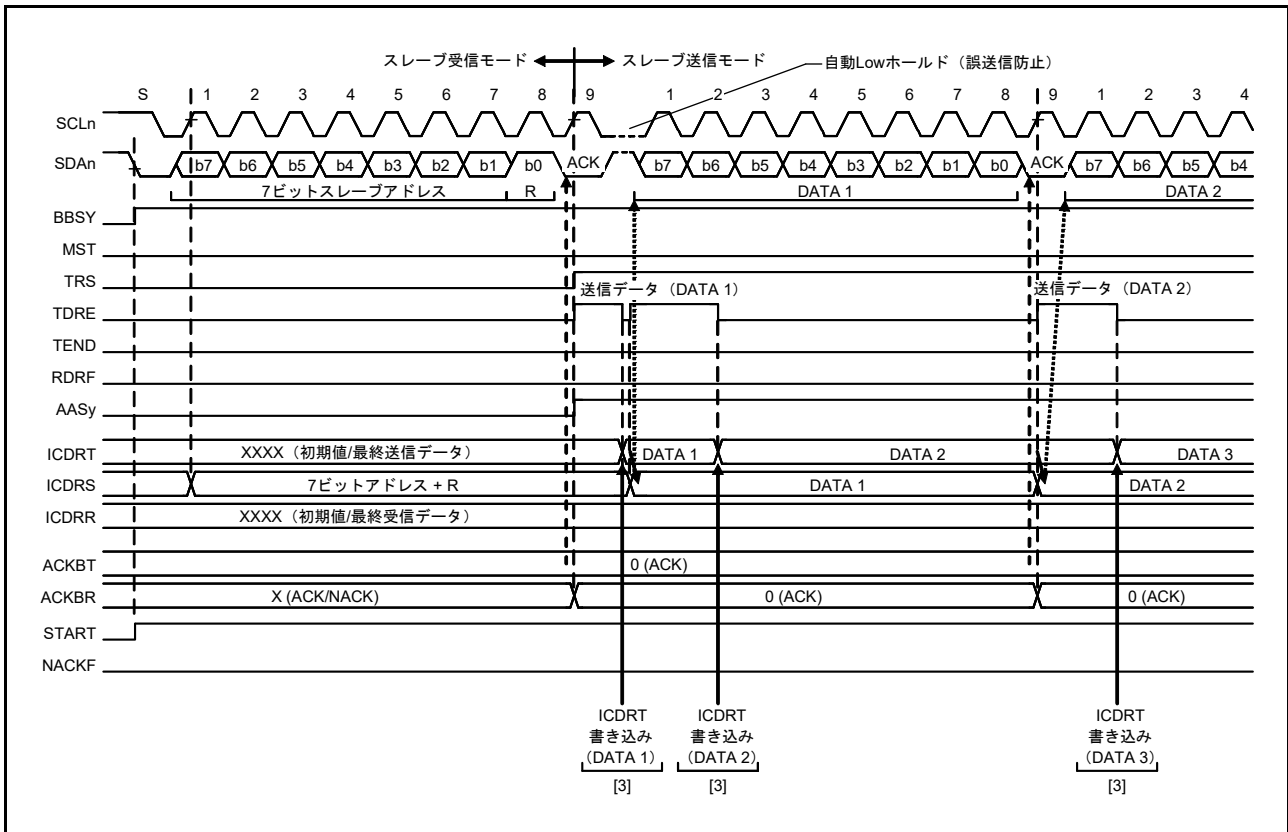 スレーブ受信モード スレーブ送信モード 自動Lowホールド（誤送信防止）
S 1 2 3 4 5 6 7 8 9 1 2 3 4 5 6 7 8 9 1 2 3 4
SCLn
SDAn b7 b6 b5 b4 b3 b2 b1 b0 ACK b7 b6 b5 b4 b3 b2 b1 b0 ACK b7 b6 b5 b4
7ビットスレーブアドレス R DATA 1 DATA 2
BBSY
MST
TRS
送信データ（DATA 1） 送信データ（DATA 2）
TDRE
TEND
RDRF
AASy
ICDRT XXXX（初期値/最終送信データ） DATA 1 DATA 2 DATA 3
ICDRS 7ビットアドレス + R DATA 1 DATA 2
ICDRR XXXX（初期値/最終受信データ）
ACKBT 0 (ACK)
ACKBR X (ACK/NACK) 0 (ACK) 0 (ACK)
START
NACKF
ICDRT ICDRT ICDRT
書き込み 書き込み 書き込み
（DATA 1） （DATA 2） （DATA 3）
[3] [3] [3]